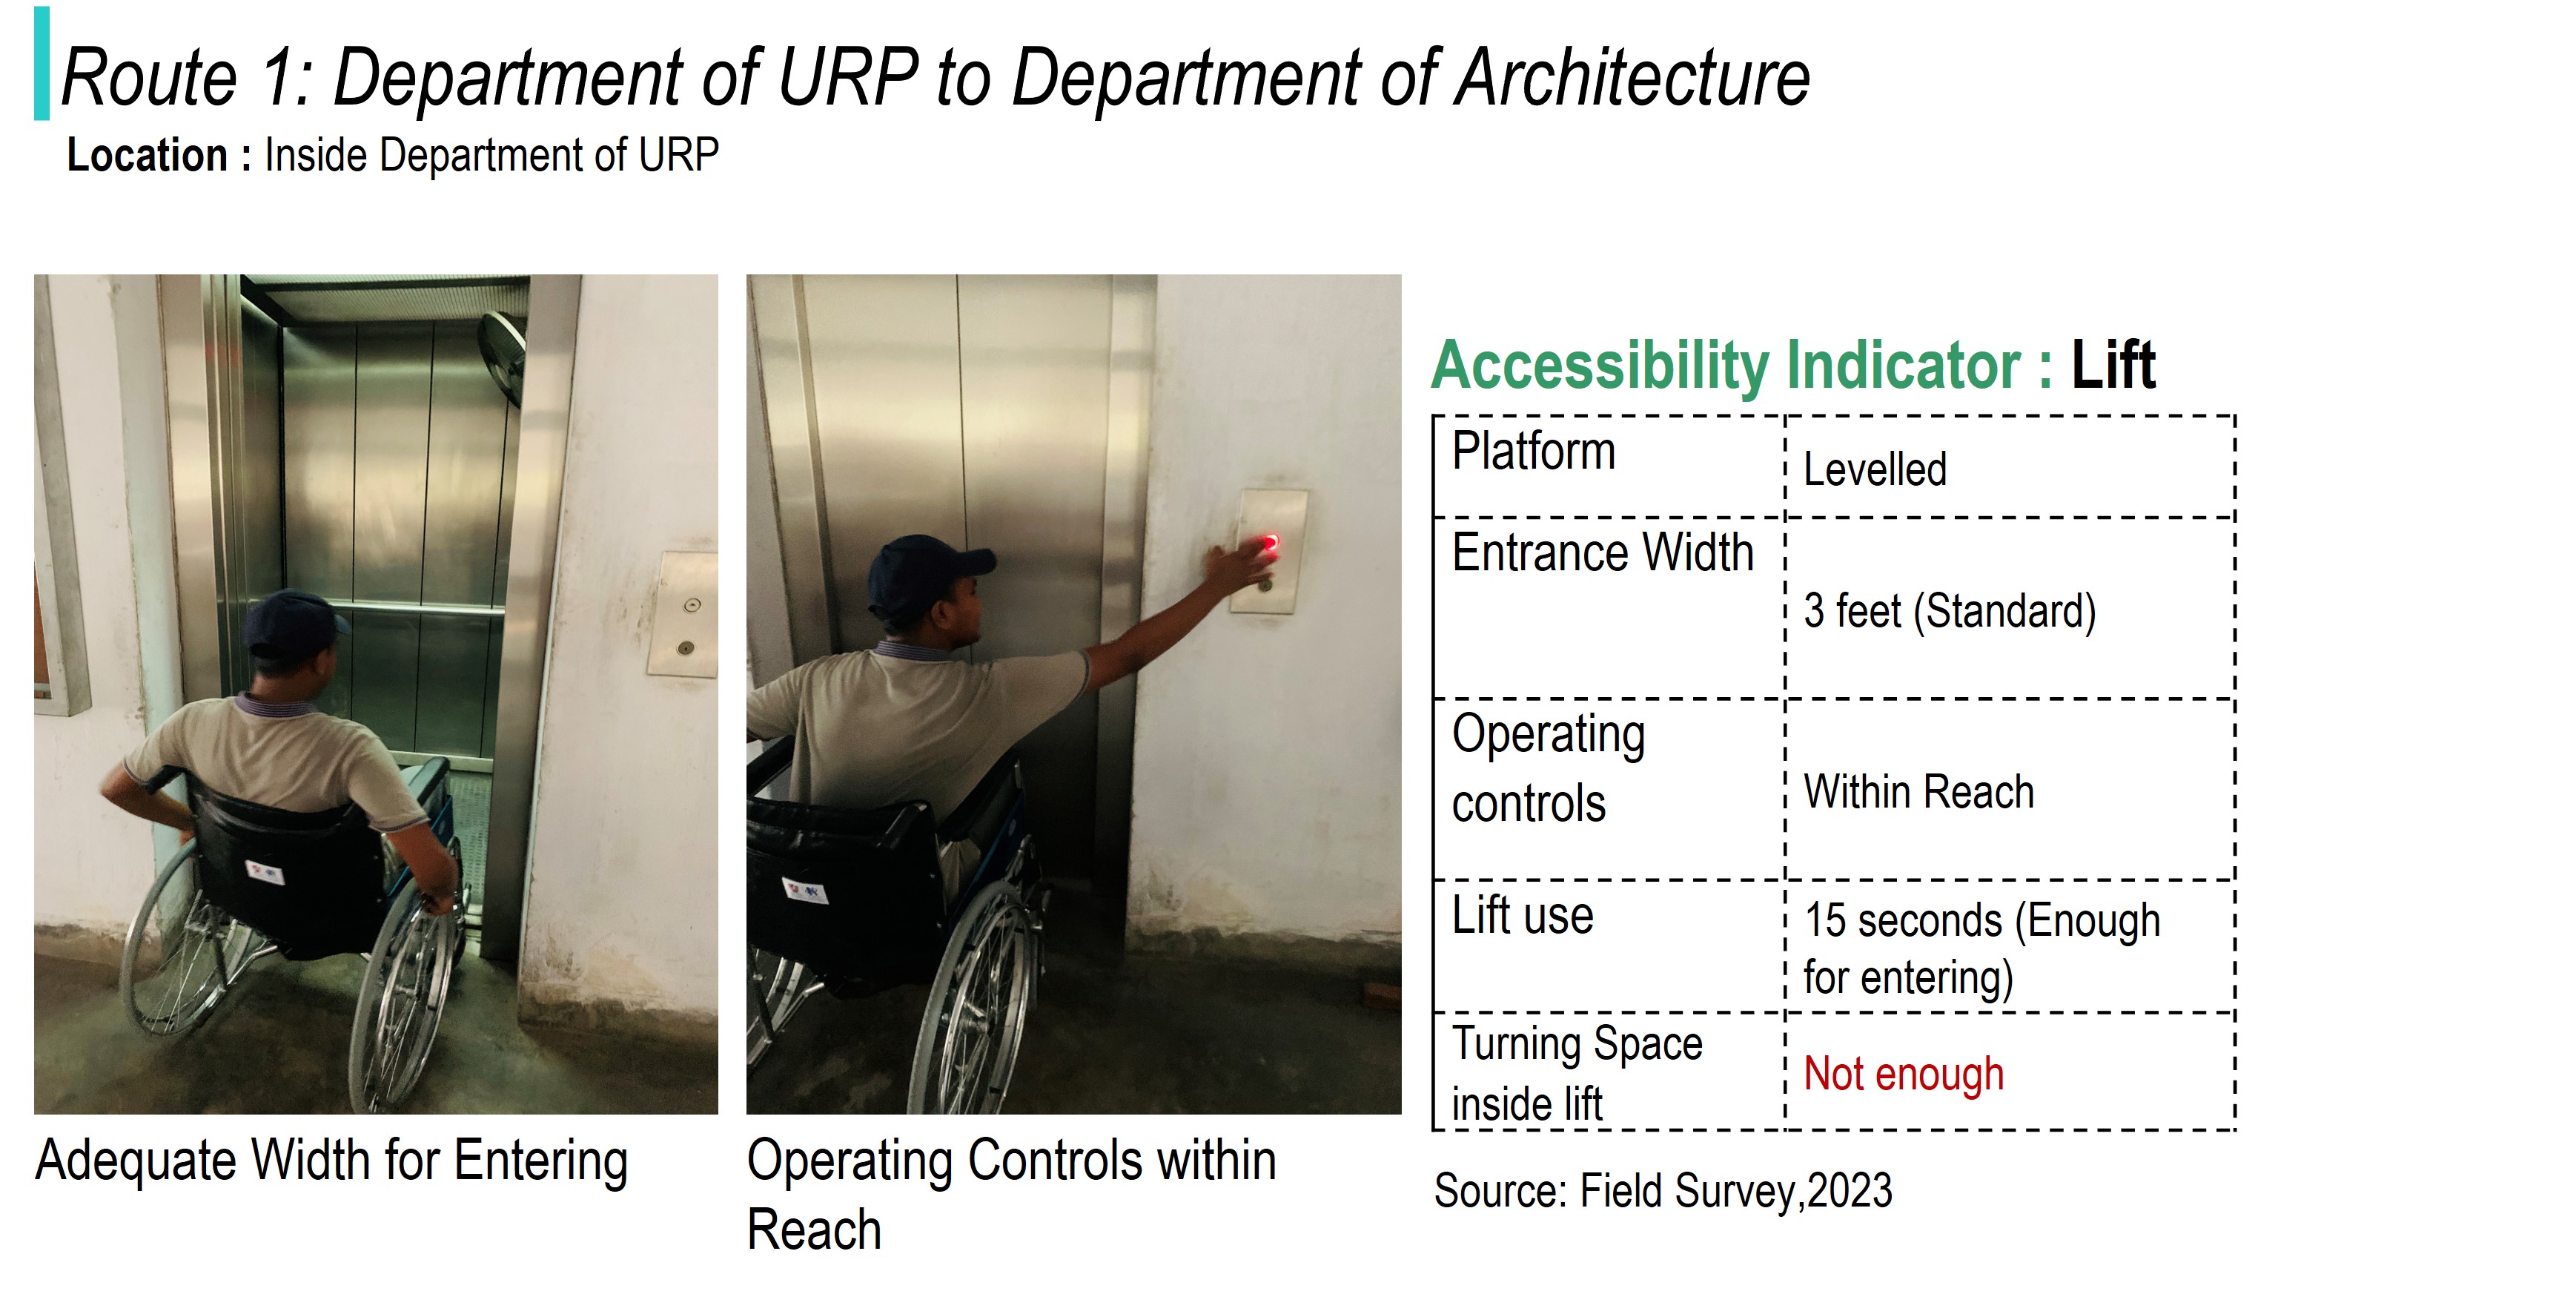 Route 1: Department of URP to Department of Architecture
Location : Inside Department of URP
Adequate Width for Entering
Operating Controls within
Reach
Accessibility Indicator : Lift
Platform
Levelled
Entrance Width
3 feet (Standard)
Operating
controls
Within Reach
Lift use
15 seconds (Enough
for entering)
Turning Space
inside lift
Not enough
Source: Field Survey,2023